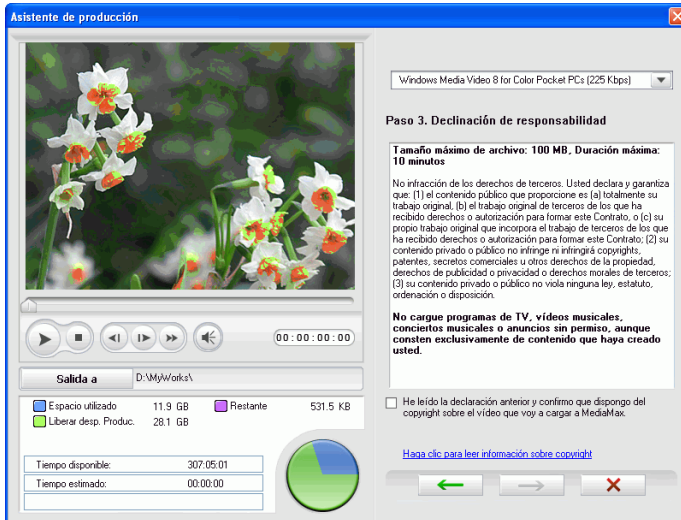 Asistente de producción
Windows Media Video 8 for Color Pocket PCs (225 Kbps)
Paso 3. Declinación de responsabilidad
Tamaño máximo de archivo: 100 MB, Duración máxima:
10 minutos
No infracción de los derechos de terceros. Usted declara y garantiza
que: (1) el contenido público que proporcione es (a) totalmente su
trabajo original, (b) el trabajo original de terceros de los que ha
recibido derechos o autorización para formar este Contrato, o (c) su
propio trabajo original que incorpora el trabajo de terceros de los que
ha recibido derechos o autorización para formar este Contrato; (2) su
contenido privado o público no infringe ni infringirá copyrights,
patentes, secretos comerciales u otros derechos de la propiedad,
derechos de publicidad o privacidad o derechos morales de terceros;
(3) su contenido privado o público no viola ninguna ley, estatuto,
ordenación o disposición.
No cargue programas de TV, vídeos musicales,
conciertos musicales o anuncios sin permiso, aunque
consten exclusivamente de contenido que haya creado
usted.
00:00:00:00
Salida a D:\MyWorks\
Espacio utilizado 11.9 GB Restante 531.5 KB
Liberar desp. Produc. 28.1 GB
Tiempo disponible: 307:05:01
Tiempo estimado: 00:00:00
He leído la declaración anterior y confirmo que dispongo del
copyright sobre el vídeo que voy a cargar a MediaMax.
Haga clic para leer información sobre copyright